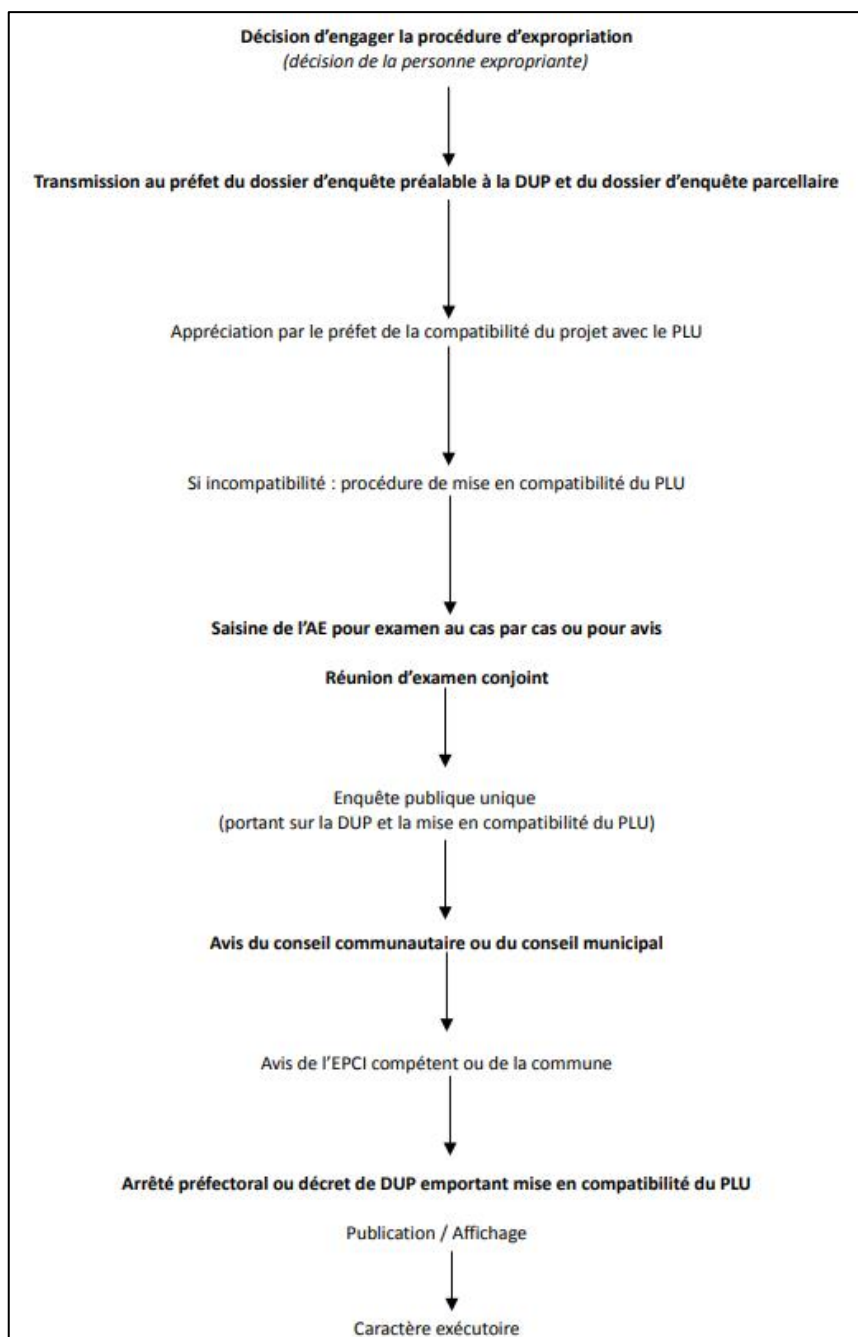 Décision d’engager la procédure d’expropriation
(décision de la personne expropriante)
Transmission au préfet du dossier d’enquête préalable à la DUP et du dossier d’enquête parcellaire
Appréciation par le préfet de la compatibilité du projet avec le PLU
Si incompatibilité : procédure de mise en compatibilité du PLU
Saisine de l’AE pour examen au cas par cas ou pour avis
Réunion d’examen conjoint
Enquête publique unique
(portant sur la DUP et la mise en compatibilité du PLU)
Avis du conseil communautaire ou du conseil municipal
Avis de l’EPCI compétent ou de la commune
Arrêté préfectoral ou décret de DUP emportant mise en compatibilité du PLU
Publication / Affichage
Caractère exécutoire